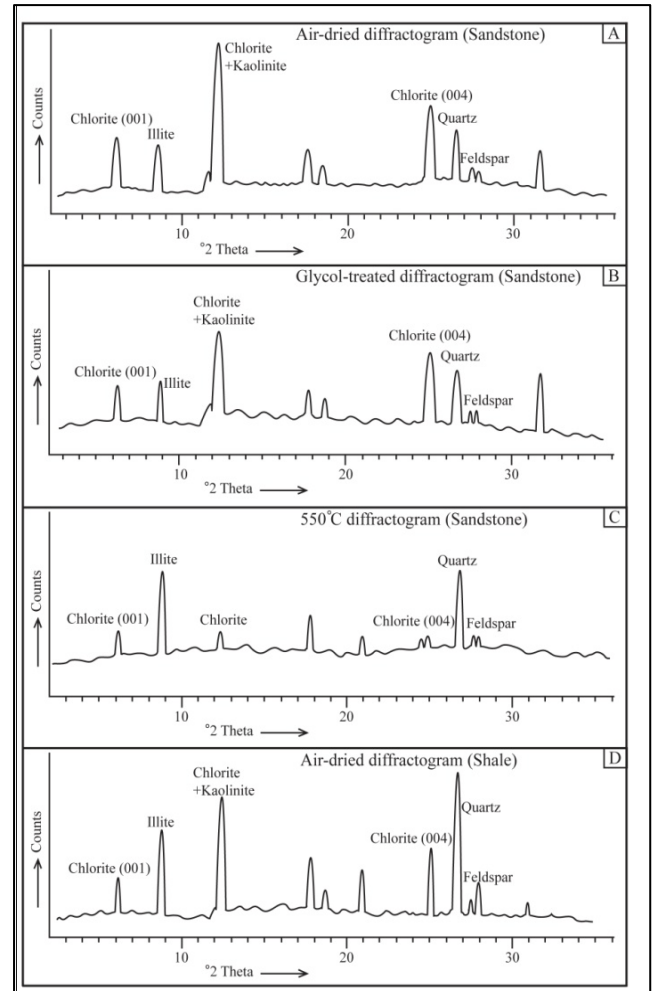 Air-dried diffractogram (Sandstone)
A
Chlorite
+Kaolinite
Chlorite (001)
Illite
Chlorite (004)
Quartz
Feldspar
Counts
10
20
30
°2 Theta
Glycol-treated diffractogram (Sandstone)
B
Chlorite
+Kaolinite
Chlorite (001)
Illite
Chlorite (004)
Quartz
Feldspar
Counts
10
20
30
°2 Theta
550°C diffractogram (Sandstone)
C
Illite
Quartz
Chlorite (001)
Chlorite
Chlorite (004)
Feldspar
Counts
10
20
30
°2 Theta
Air-dried diffractogram (Shale)
D
Chlorite
+Kaolinite
Illite
Chlorite (001)
Quartz
Chlorite (004)
Feldspar
Counts
10
20
30
°2 Theta